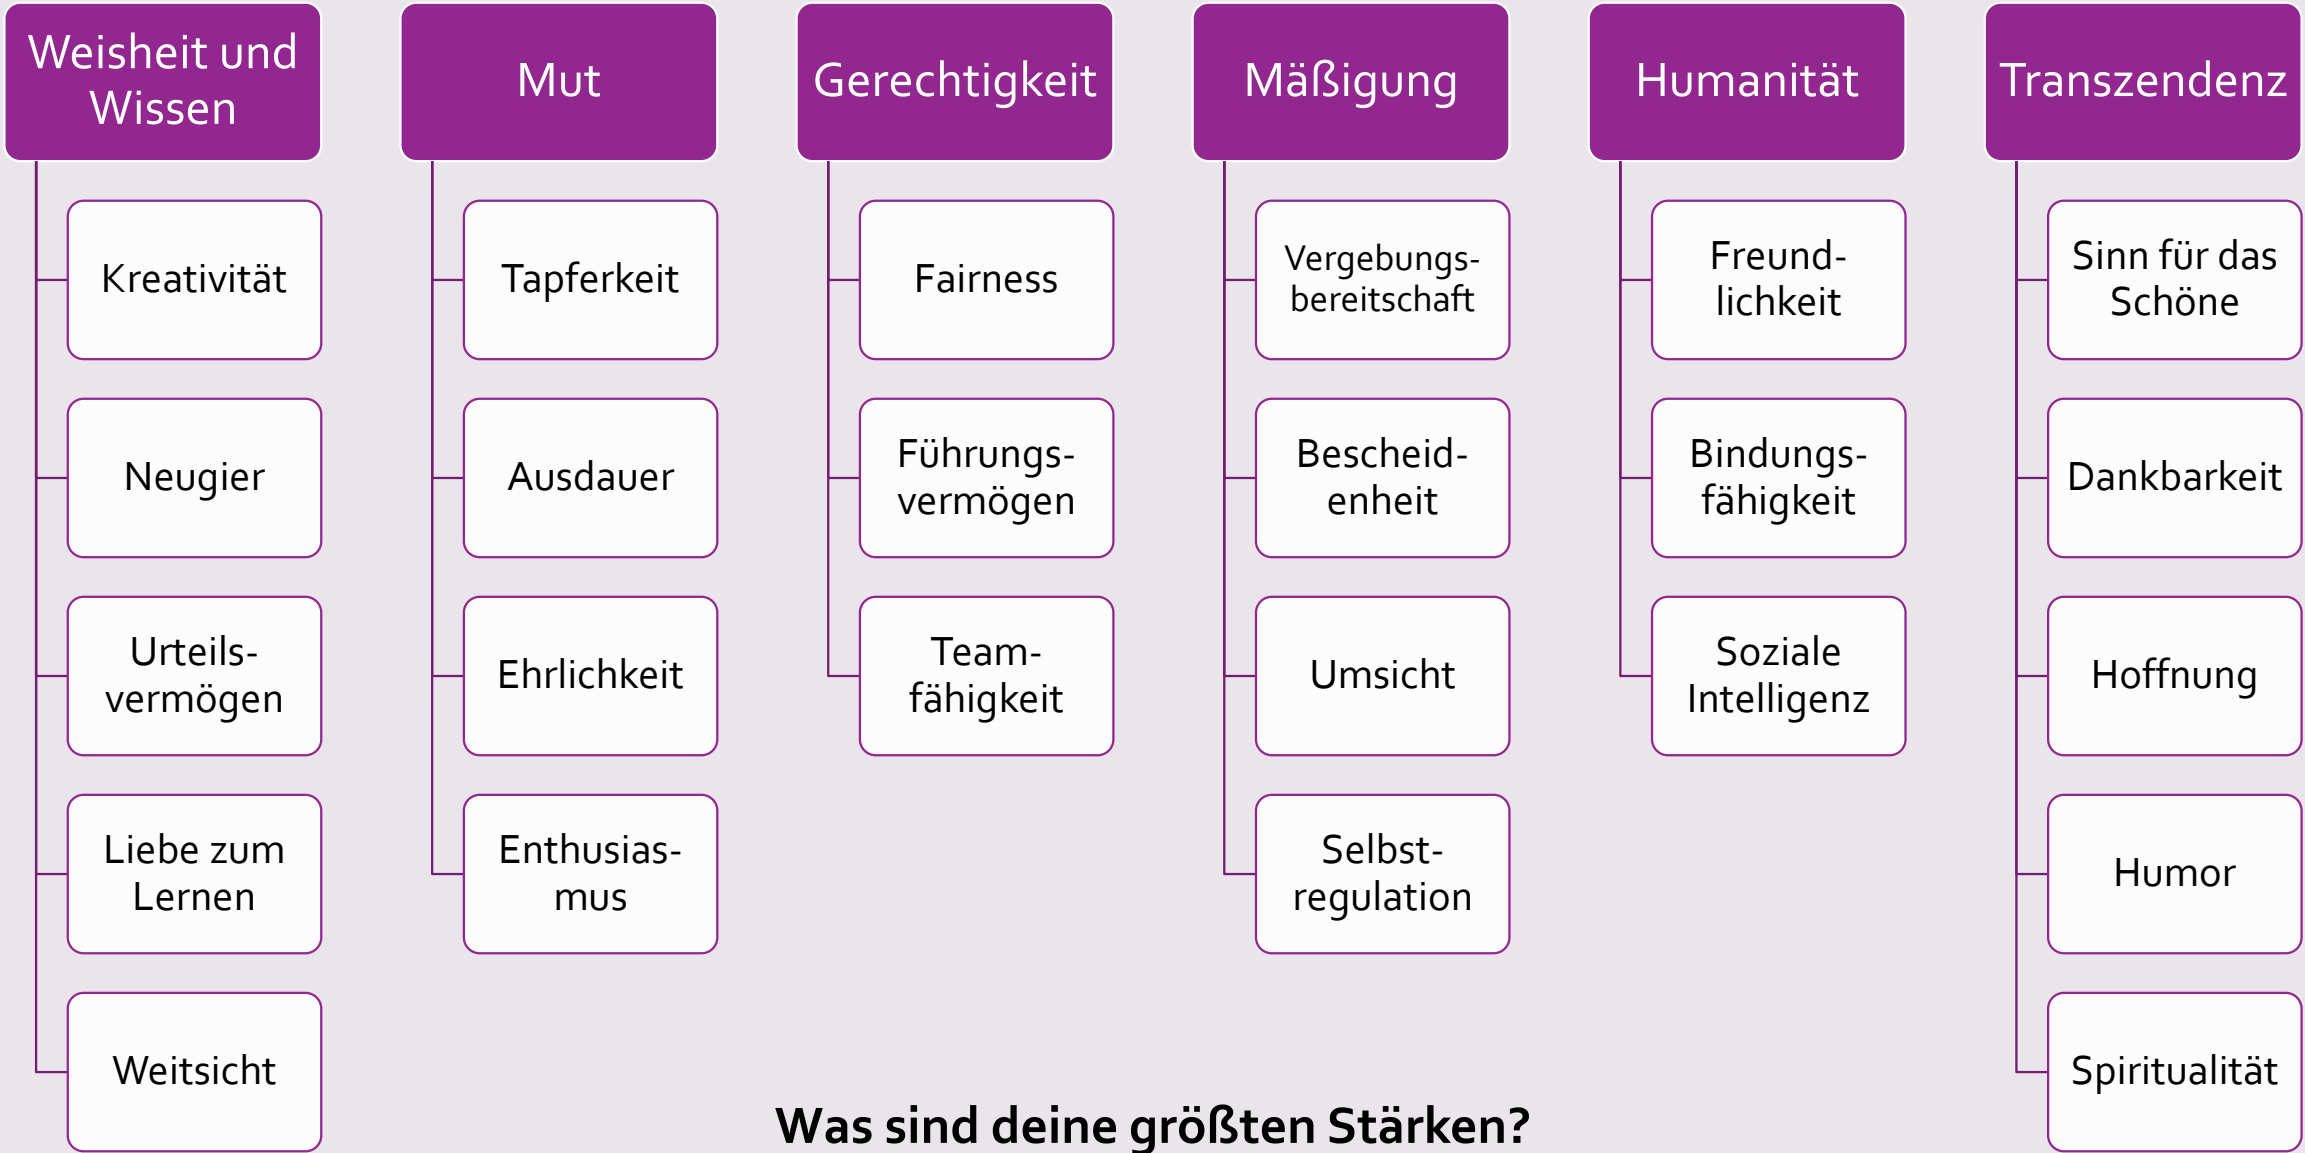 Weisheit und
Wissen
Kreativität
Neugier
Urteils-
vermögen
Liebe zum
Lernen
Weitsicht
Mut
Tapferkeit
Ausdauer
Ehrlichkeit
Enthusias-
mus
Gerechtigkeit
Fairness
Führungs-
vermögen
Team-
fähigkeit
Mäßigung
Vergebungs-
bereitschaft
Bescheid-
enheit
Umsicht
Selbst-
regulation
Humanität
Freund-
lichkeit
Bindungs-
fähigkeit
Soziale
Intelligenz
Transzendenz
Sinn für das
Schöne
Dankbarkeit
Hoffnung
Humor
Spiritualität
Was sind deine größten Stärken?